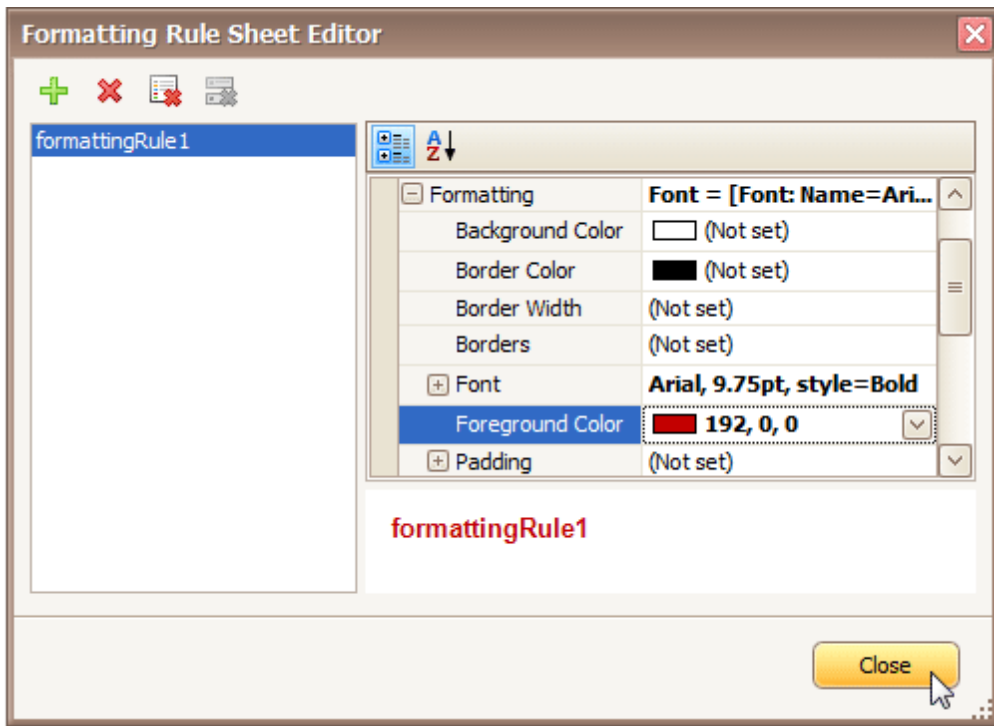 Formatting Rule Sheet Editor
formattingRule1
A
Z
Formatting Font = [Font: Name=Ari...
Background Color (Not set)
Border Color (Not set)
Border Width (Not set)
Borders (Not set)
Font Arial, 9.75pt, style=Bold
Foreground Color 192, 0, 0
Padding (Not set)
formattingRule1
Close